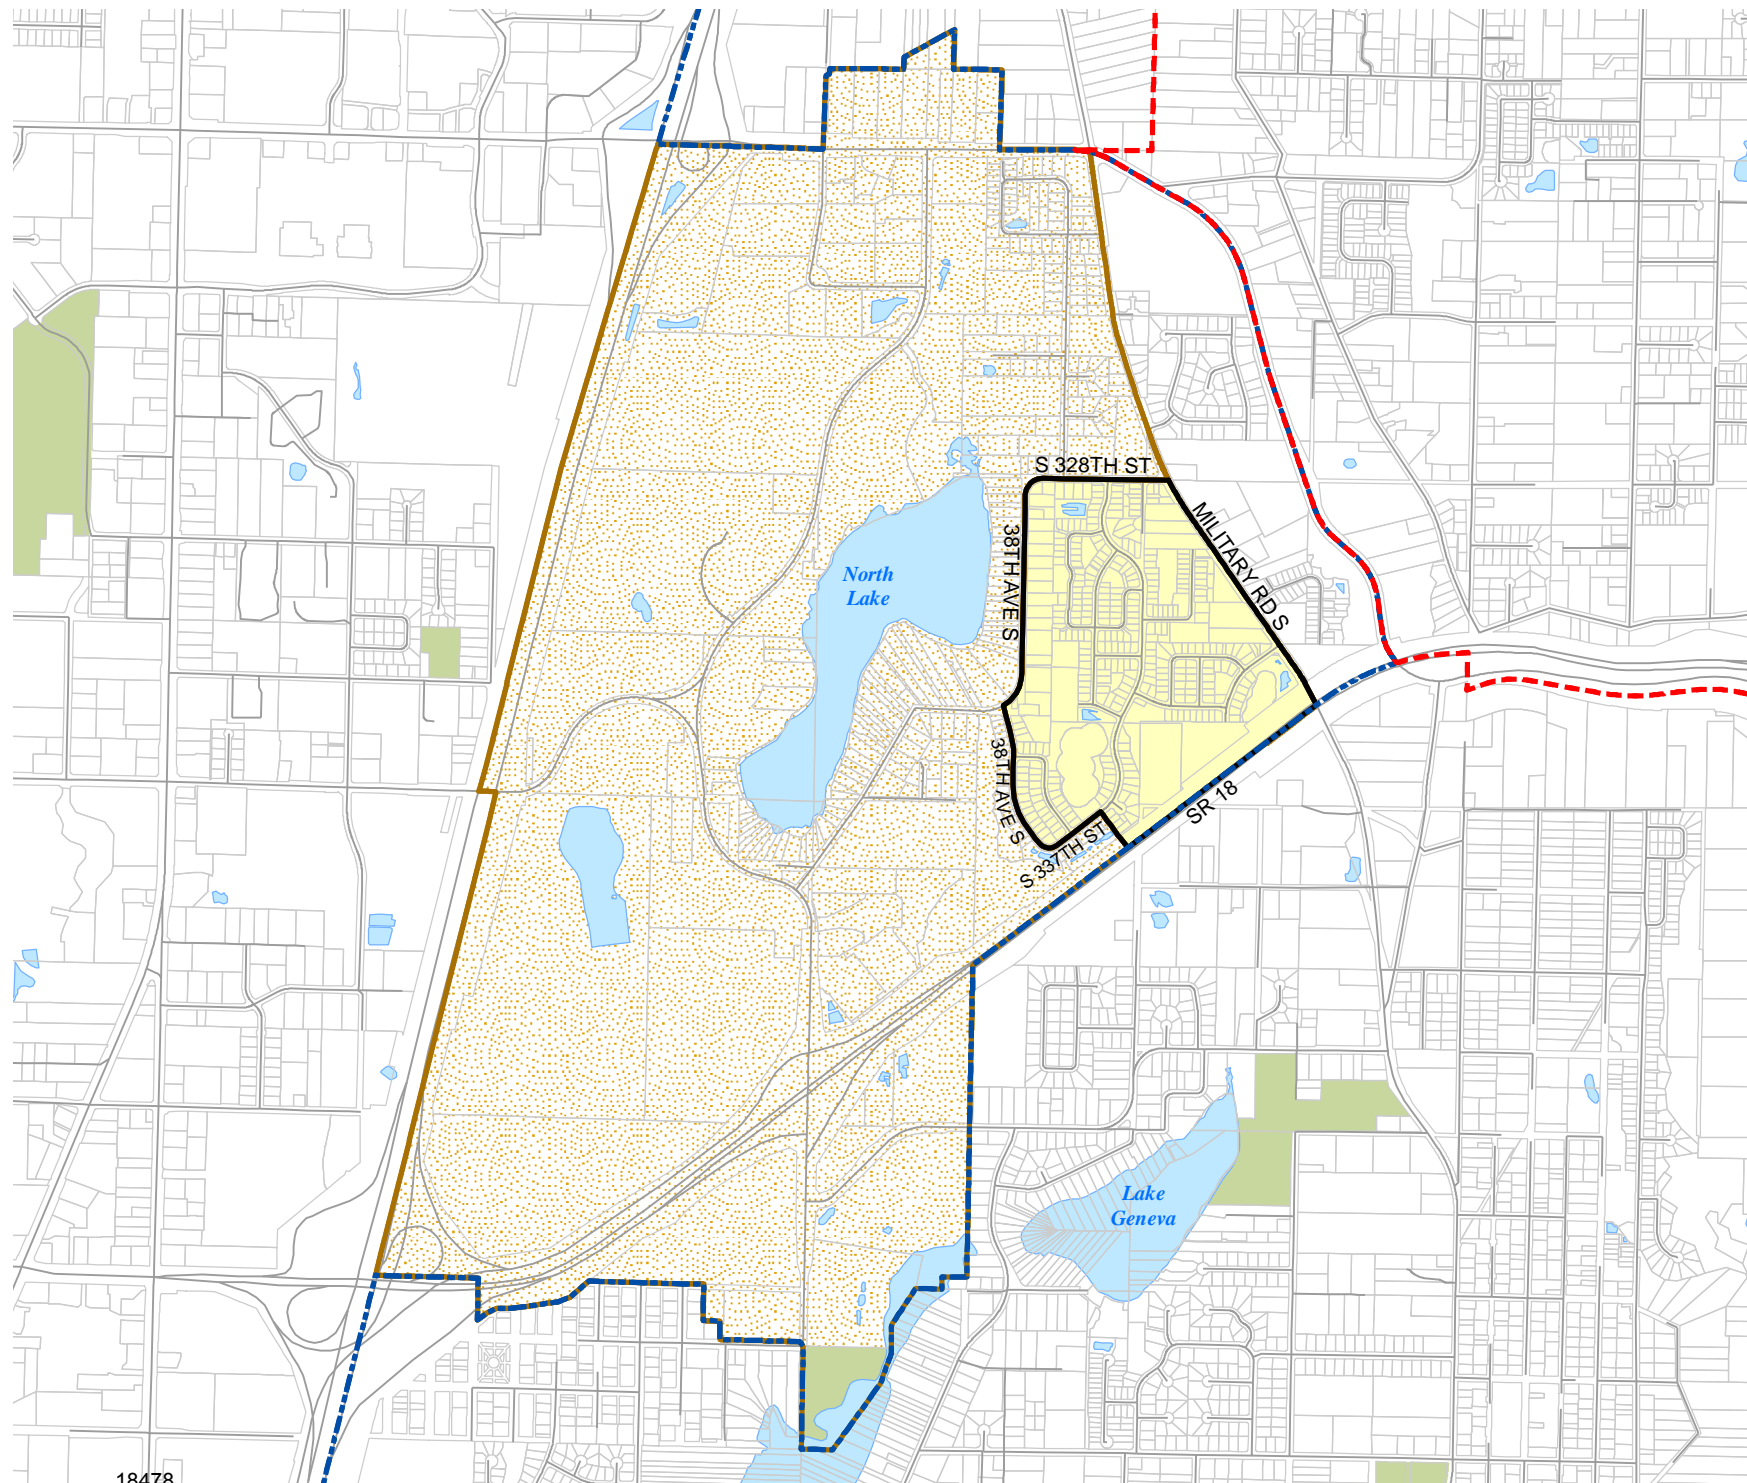 S 328TH ST
MILITARY RD S
38TH AVE S
North
Lake
38TH AVE S
SR 18
S 337TH ST
Lake
Geneva
18478